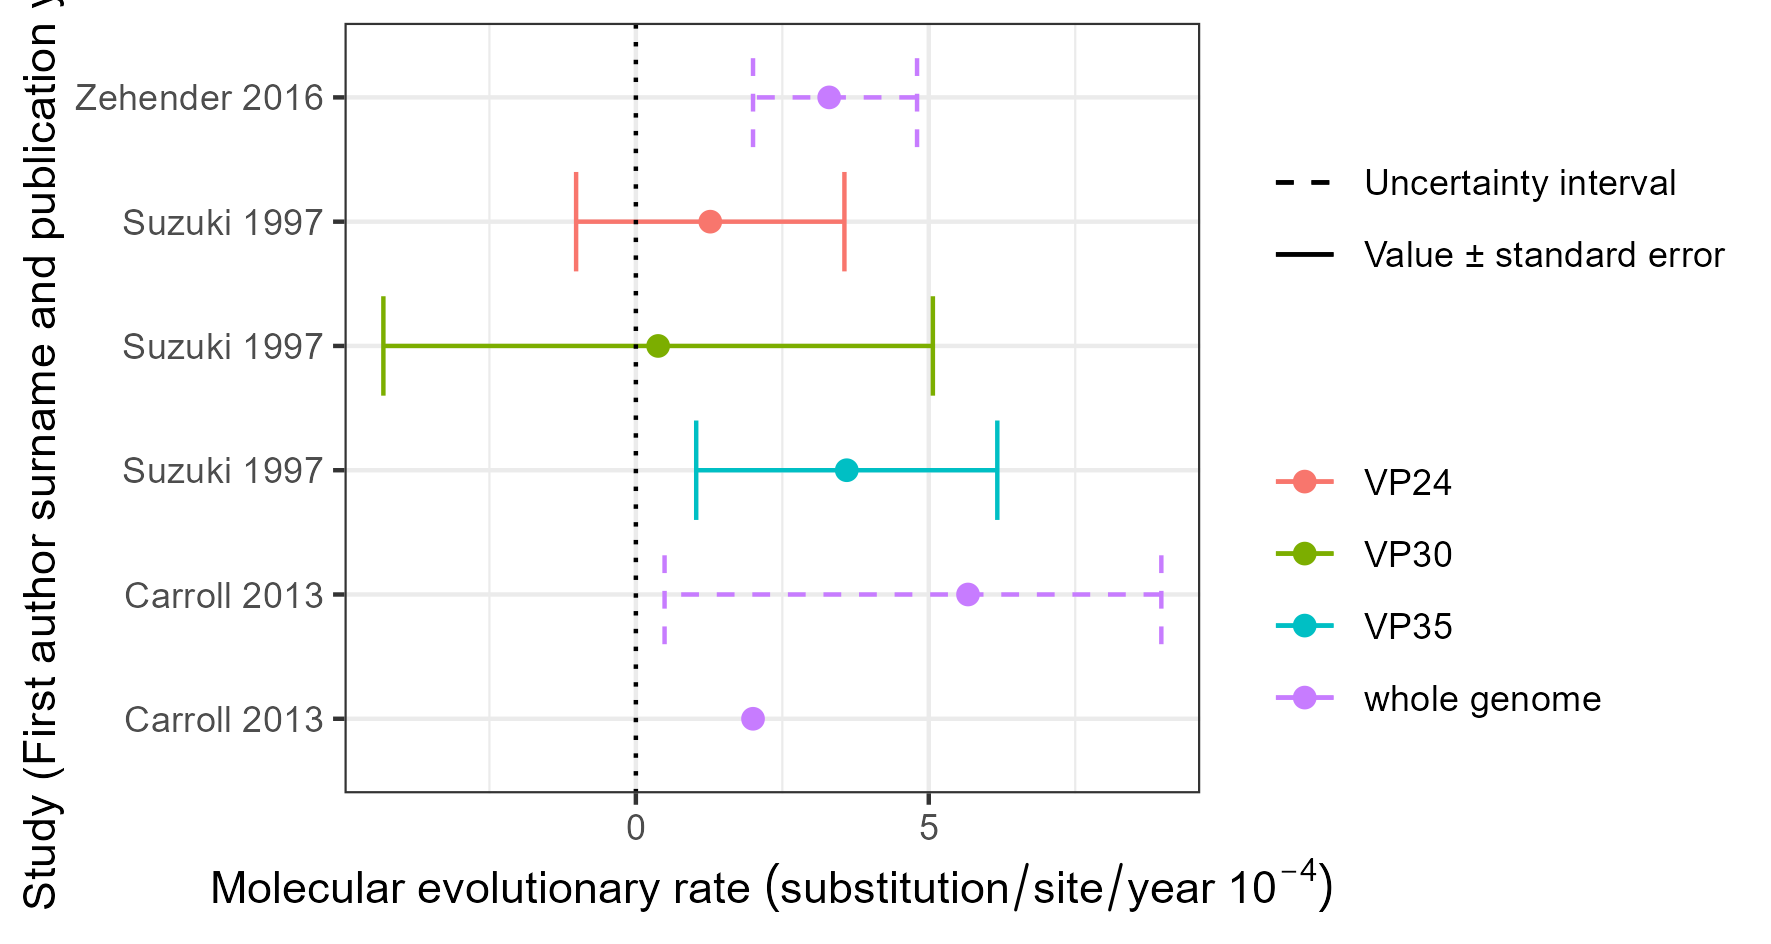 Study (First author surname and publication
Zehender 2016
Suzuki 1997
Suzuki 1997
Suzuki 1997
Carroll 2013
Carroll 2013
0 5
Molecular evolutionary rate (substitution/site/year 10⁻⁴)
Uncertainty interval
Value ± standard error
VP24
VP30
VP35
whole genome